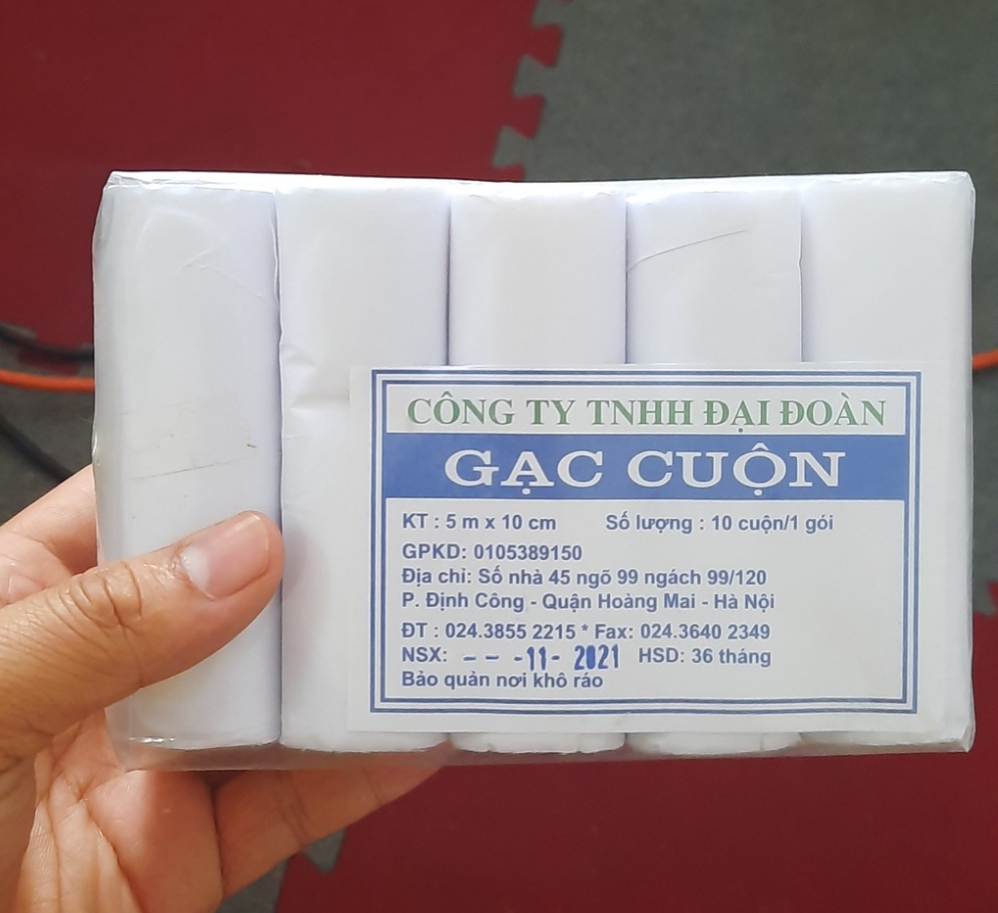 CÔNG TY TNHH ĐẠI ĐOÀN
GẠC CUỘN
KT : 5 m x 10 cm Số lượng : 10 cuộn/1 gói
GPKD: 0105389150
Địa chỉ: Số nhà 45 ngõ 99 ngách 99/120
P. Định Công - Quận Hoàng Mai - Hà Nội
ĐT : 024.3855 2215 * Fax: 024.3640 2349
NSX: - - -11- 2021 HSD: 36 tháng
Bảo quản nơi khô ráo